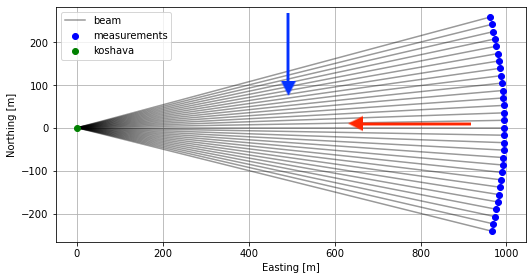 beam
measurements
koshava
Northing [m]
200
100
0
−100
−200
0
200
400
600
800
1000
Easting [m]